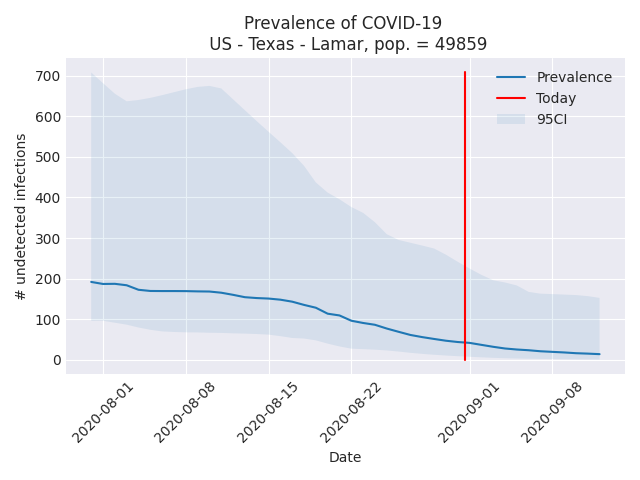 Prevalence of COVID-19
US - Texas - Lamar, pop. = 49859
700
600
500
400
300
200
100
0
# undetected infections
Prevalence
Today
95CI
2020-08-01
2020-08-08
2020-08-15
2020-08-22
2020-09-01
2020-09-08
Date